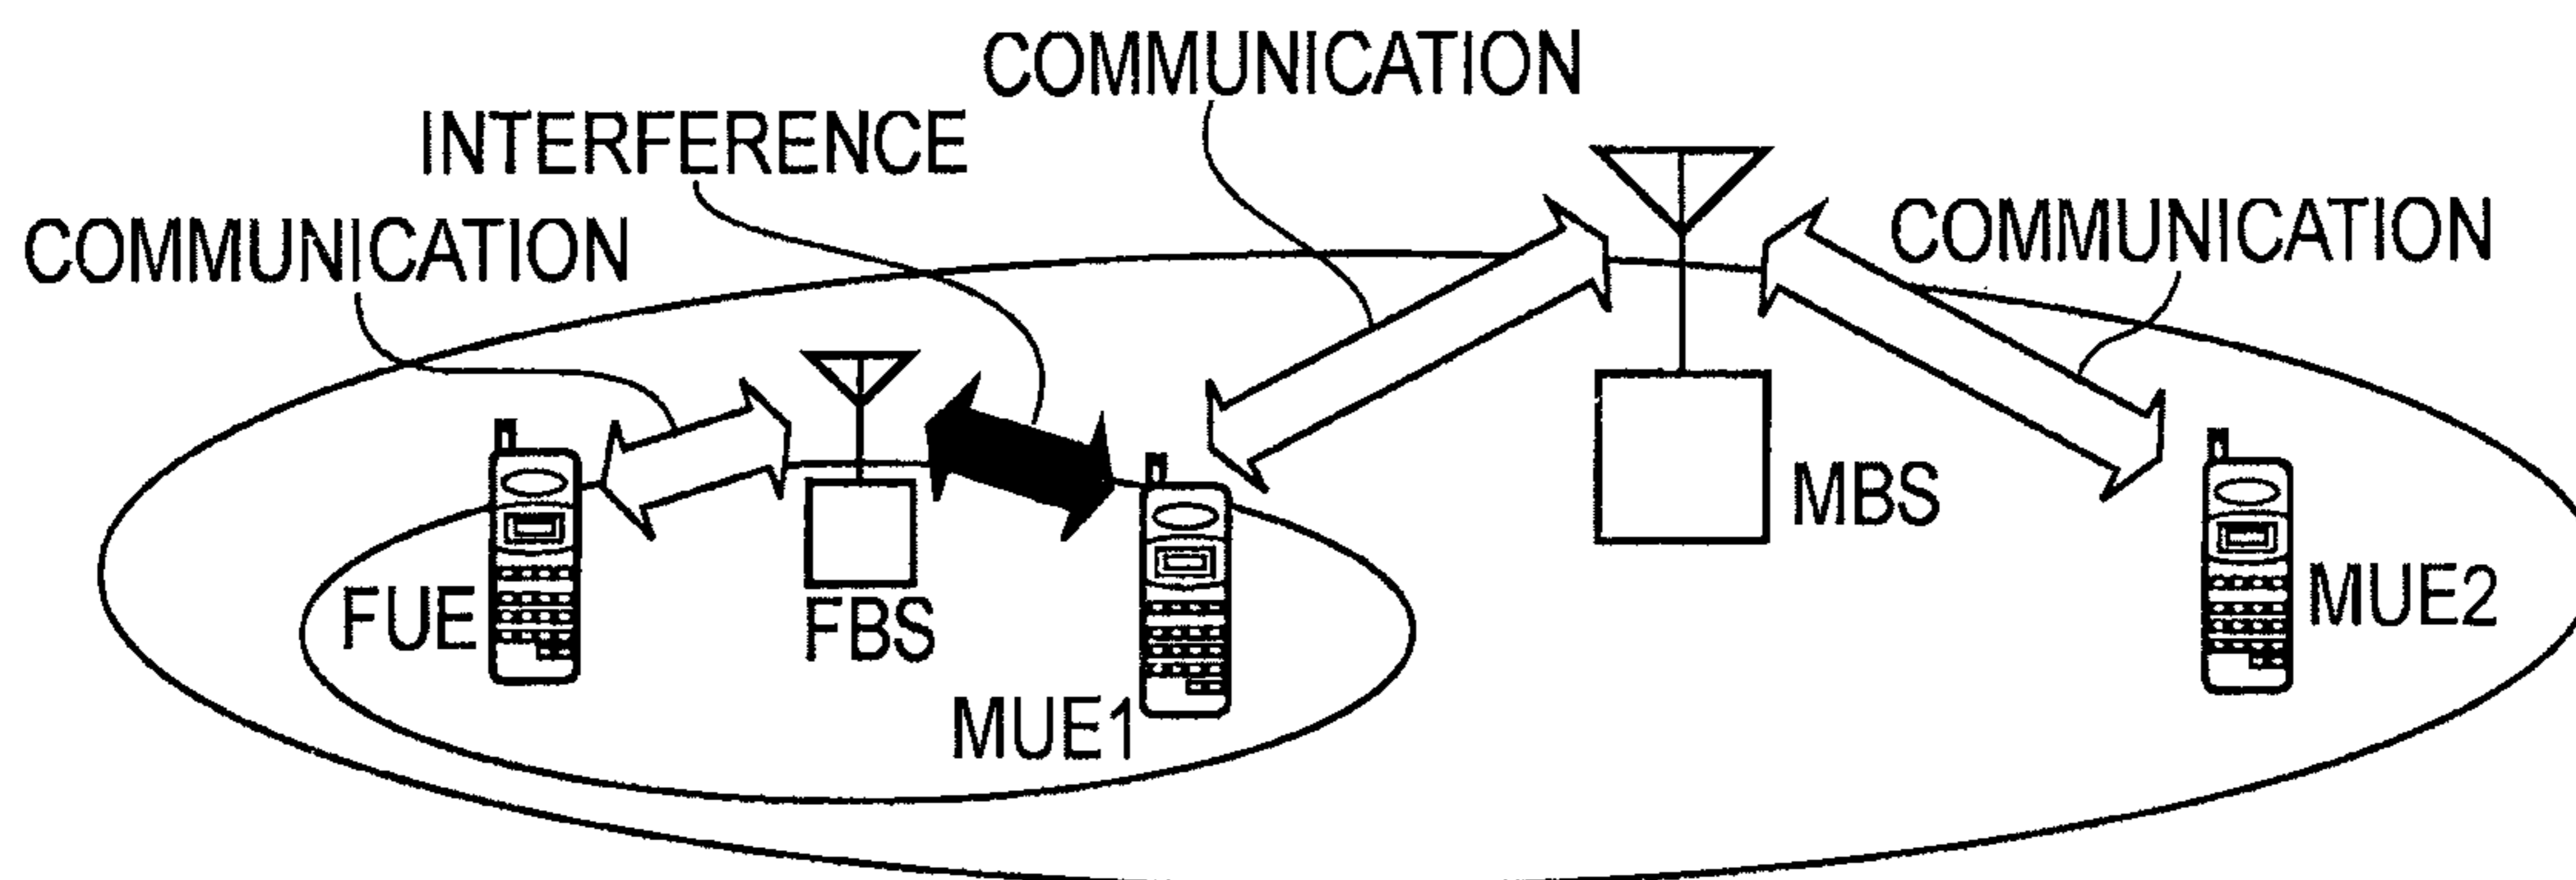 COMMUNICATION
INTERFERENCE
COMMUNICATION
COMMUNICATION
MBS
FUE
FBS
MUE2
MUE1